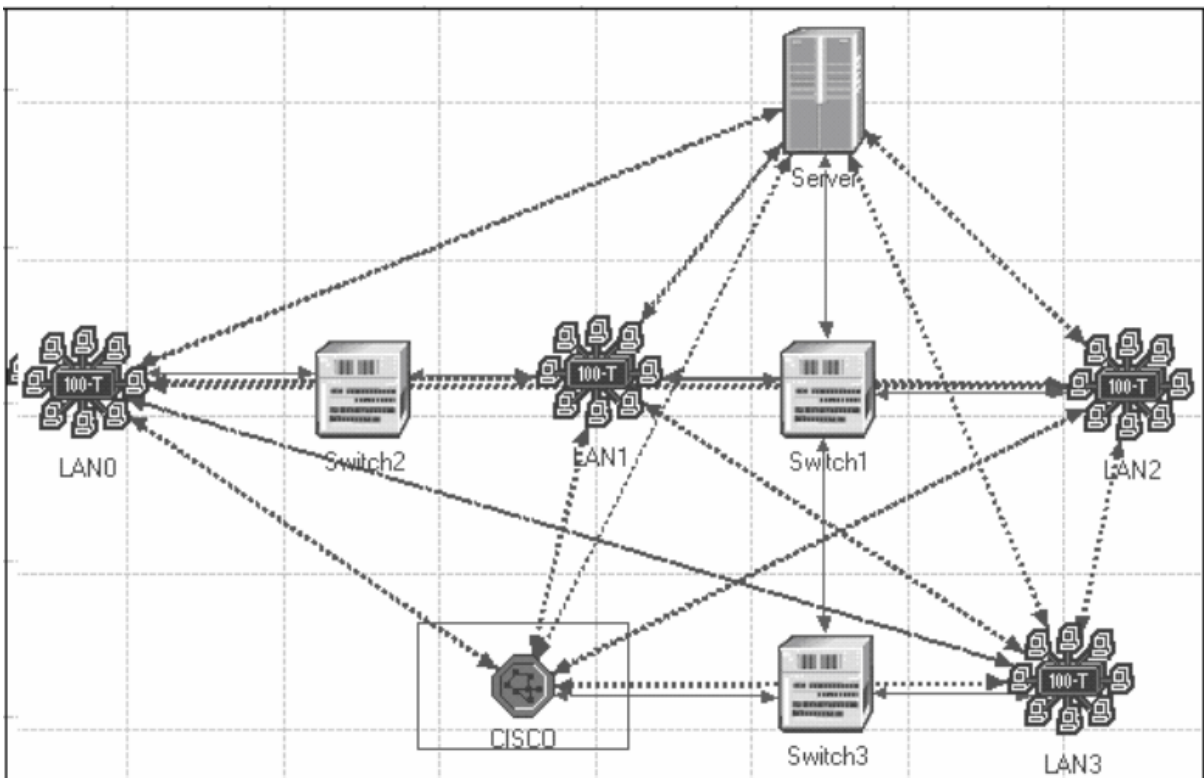 Server
100-T
100-T
100-T
LAN0
Switch2
LAN1
Switch1
LAN2
100-T
CISCO
Switch3
LAN3